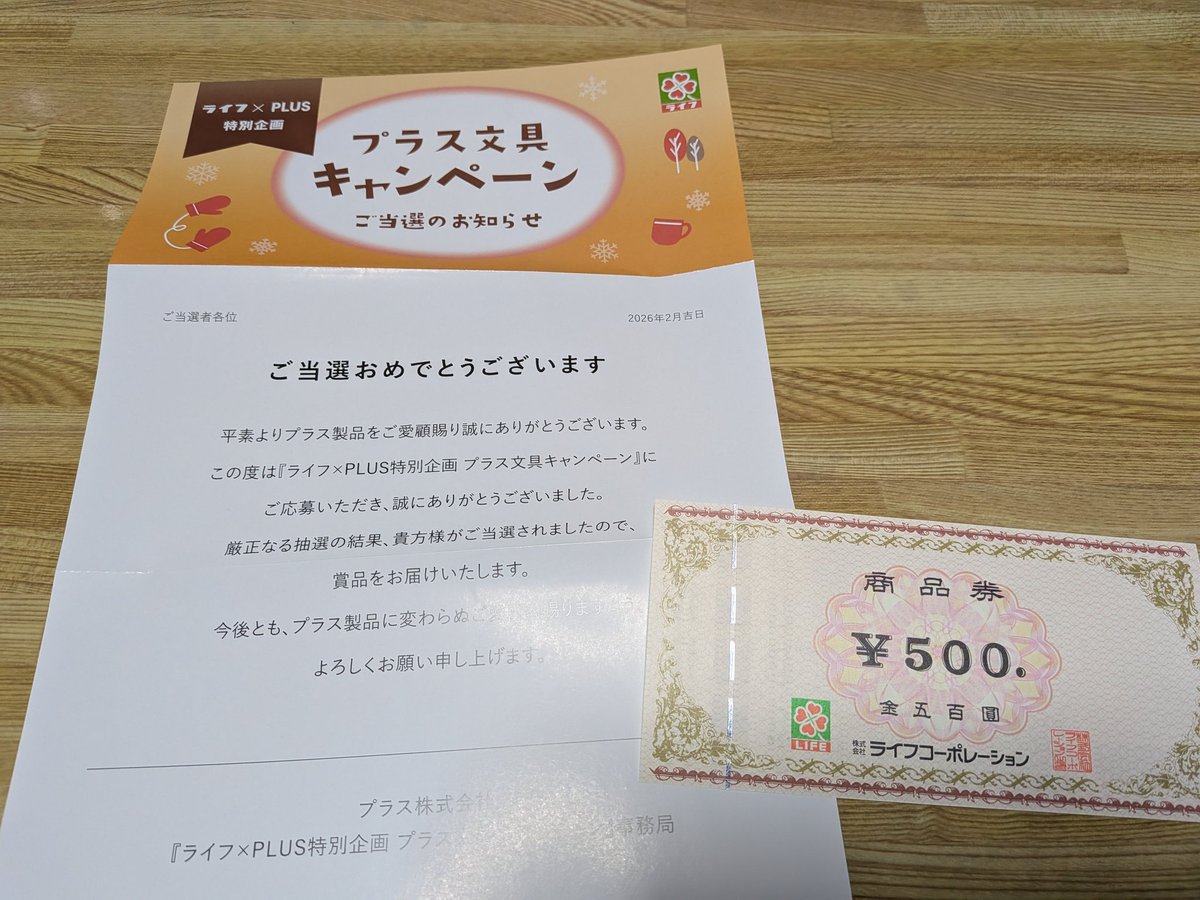 ライフ×PLUS
特別企画
プラス文具
キャンペーン
ご当選のお知らせ
ライフ
ご当選者各位
2026年2月吉日
ご当選おめでとうございます
平素よりプラス製品をご愛顧賜り誠にありがとうございます。
この度は『ライフ×PLUS特別企画 プラス文具キャンペーン』に
ご応募いただき、誠にありがとうございました。
厳正なる抽選の結果、貴方様がご当選されましたので、
賞品をお届けいたします。
今後とも、プラス製品に変わらぬご 賜ります
よろしくお願い申し上げます。
プラス株式会社
『ライフ×PLUS特別企画 プラス 事務局
商品券
¥500.
金五百圓
LIFE
株式会社 ライフコーポレーション